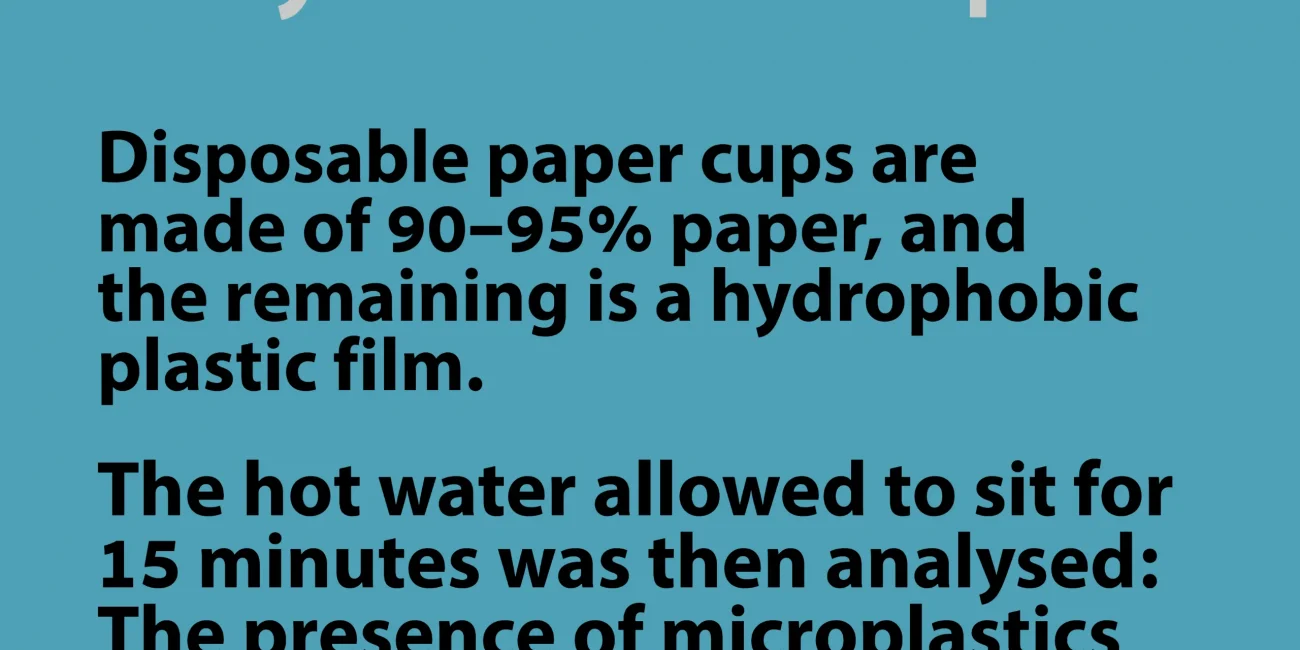 Disposable paper cups are
made of 90–95% paper, and
the remaining is a hydrophobic
plastic film.
The hot water allowed to sit for
15 minutes was then analysed:
The presence of microplastics